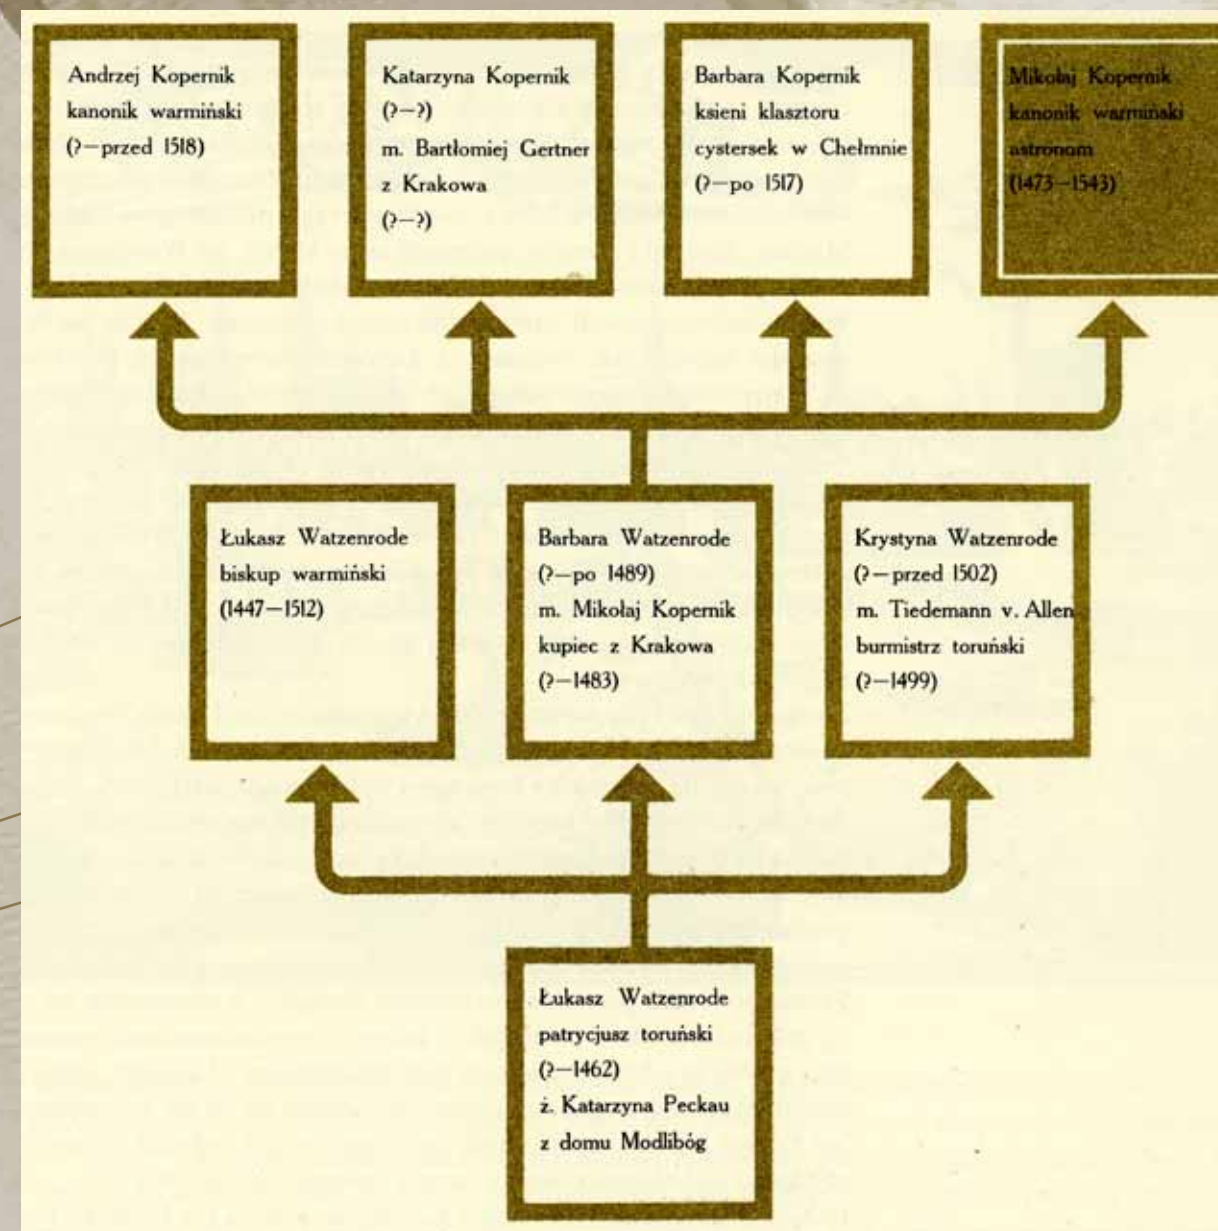 Andrzej Kopernik
kanonik warmiński
(?—przed 1518)
Katarzyna Kopernik
(?—?)
m. Bartłomiej Gertner
z Krakowa
(?—?)
Barbara Kopernik
ksieni klasztoru
cystersek w Chełmnie
(?—po 1517)
Mikołaj Kopernik
kanonik warmiński
astronom
(1473—1543)
Łukasz Watzenrode
biskup warmiński
(1447—1512)
Barbara Watzenrode
(?—po 1489)
m. Mikołaj Kopernik
kupiec z Krakowa
(?—1483)
Krystyna Watzenrode
(?—przed 1502)
m. Tiedemann v. Allen
burmistrz toruński
(?—1499)
Łukasz Watzenrode
patrycjusz toruński
(?—1462)
ż. Katarzyna Peckau
z domu Modlibóg